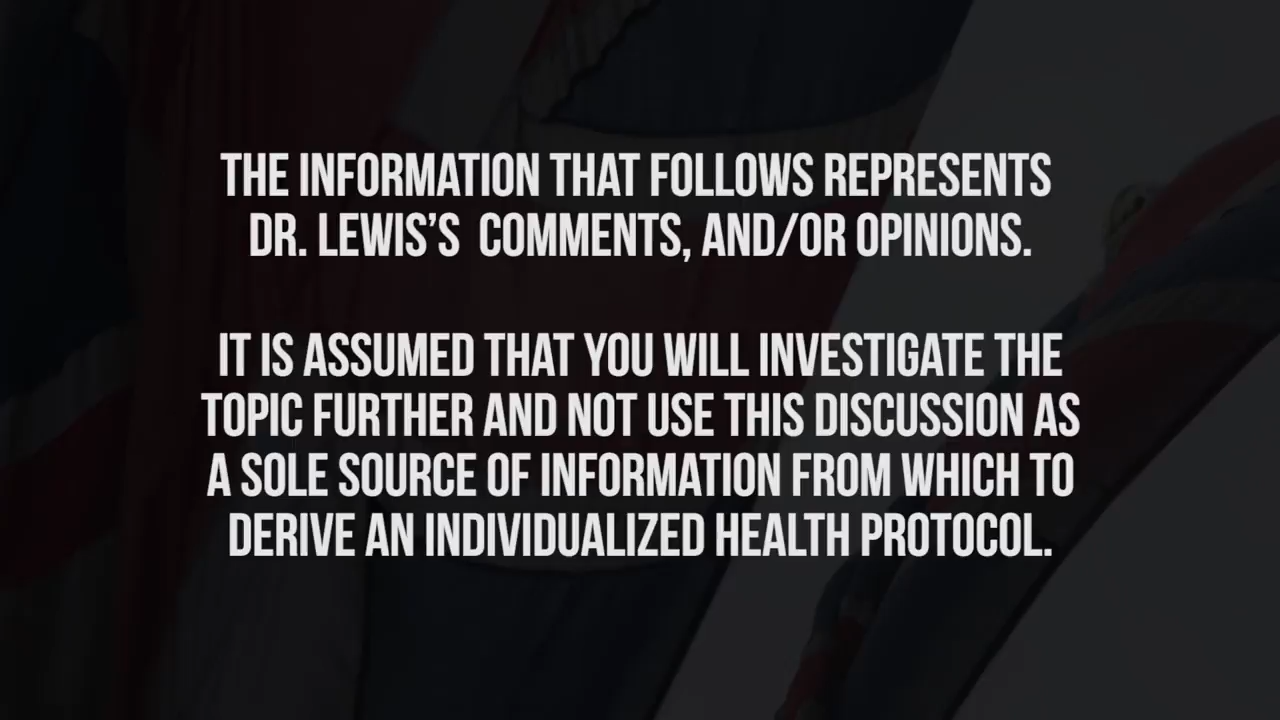 THE INFORMATION THAT FOLLOWS REPRESENTS
DR. LEWIS’S COMMENTS, AND/OR OPINIONS.
IT IS ASSUMED THAT YOU WILL INVESTIGATE THE
TOPIC FURTHER AND NOT USE THIS DISCUSSION AS
A SOLE SOURCE OF INFORMATION FROM WHICH TO
DERIVE AN INDIVIDUALIZED HEALTH PROTOCOL.